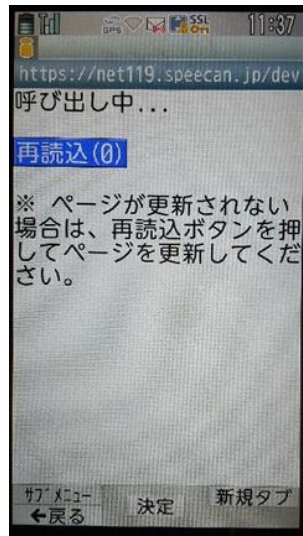 GPS SSL On 11:37
https://net119.speecan.jp/dev
呼び出し中...
再読込(0)
※ ページが更新されない
場合は、再読込ボタンを押
してページを更新してくだ
さい。
ｻﾌﾞﾒﾆｭｰ 決定 新規タブ
←戻る